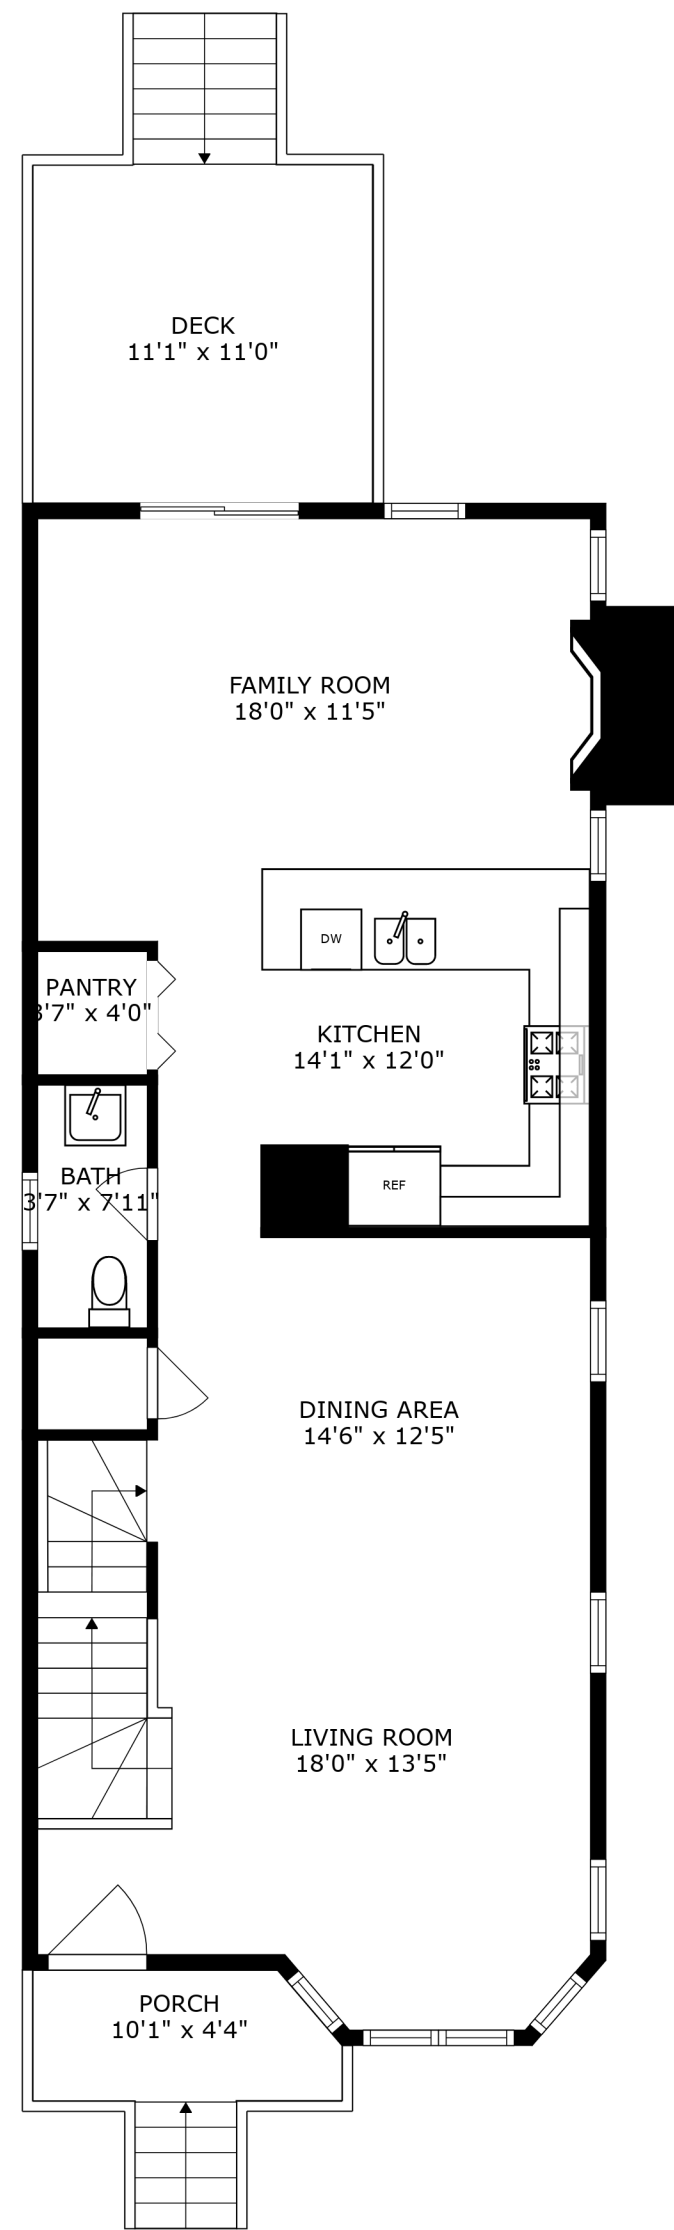 DECK
11'1" x 11'0"
FAMILY ROOM
18'0" x 11'5"
DW
PANTRY
3'7" x 4'0"
KITCHEN
14'1" x 12'0"
BATH
3'7" x 7'11"
REF
DINING AREA
14'6" x 12'5"
LIVING ROOM
18'0" x 13'5"
PORCH
10'1" x 4'4"